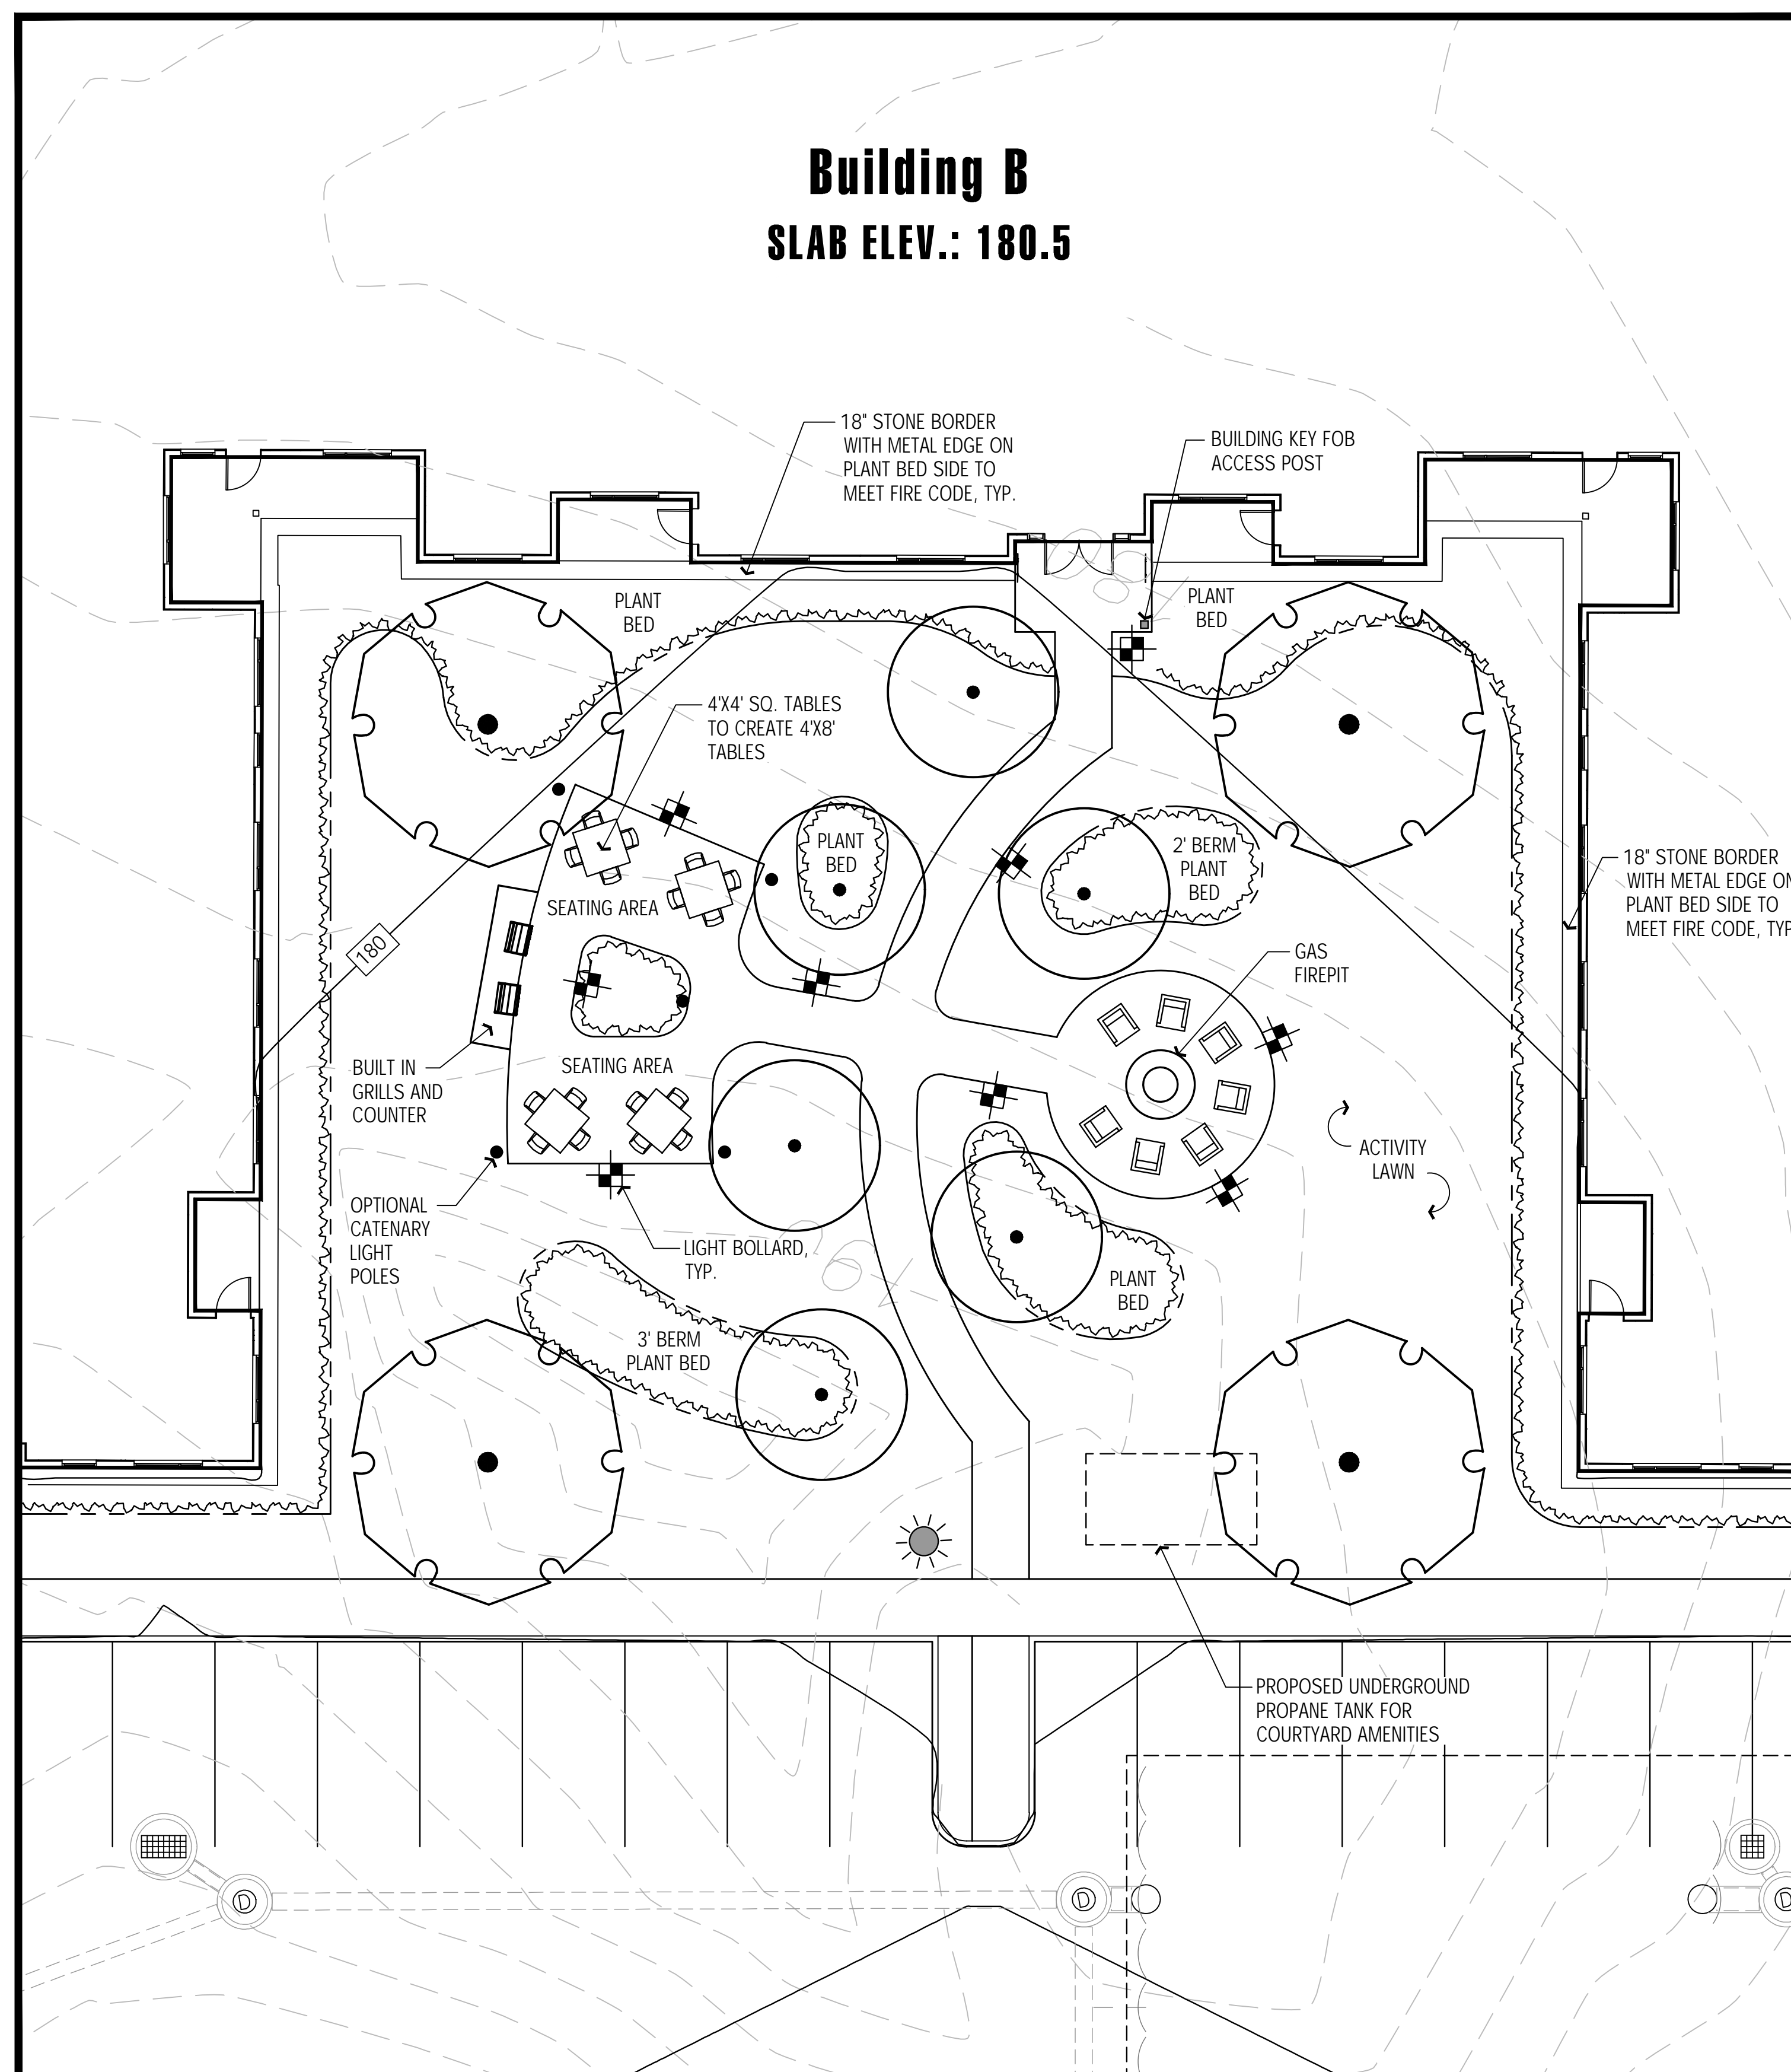 Building B
SLAB ELEV.: 180.5
18" STONE BORDER
WITH METAL EDGE ON
PLANT BED SIDE TO
MEET FIRE CODE, TYP.
BUILDING KEY FOB
ACCESS POST
PLANT
BED
PLANT
BED
4'X4' SQ. TABLES
TO CREATE 4'X8'
TABLES
PLANT
BED
2' BERM
PLANT
BED
18" STONE BORDER
WITH METAL EDGE ON
PLANT BED SIDE TO
MEET FIRE CODE, TYP
SEATING AREA
180
GAS
FIREPIT
BUILT IN
GRILLS AND
COUNTER
SEATING AREA
ACTIVITY
LAWN
OPTIONAL
CATENARY
LIGHT
POLES
LIGHT BOLLARD,
TYP.
PLANT
BED
3' BERM
PLANT BED
PROPOSED UNDERGROUND
PROPANE TANK FOR
COURTYARD AMENITIES
D
D
D